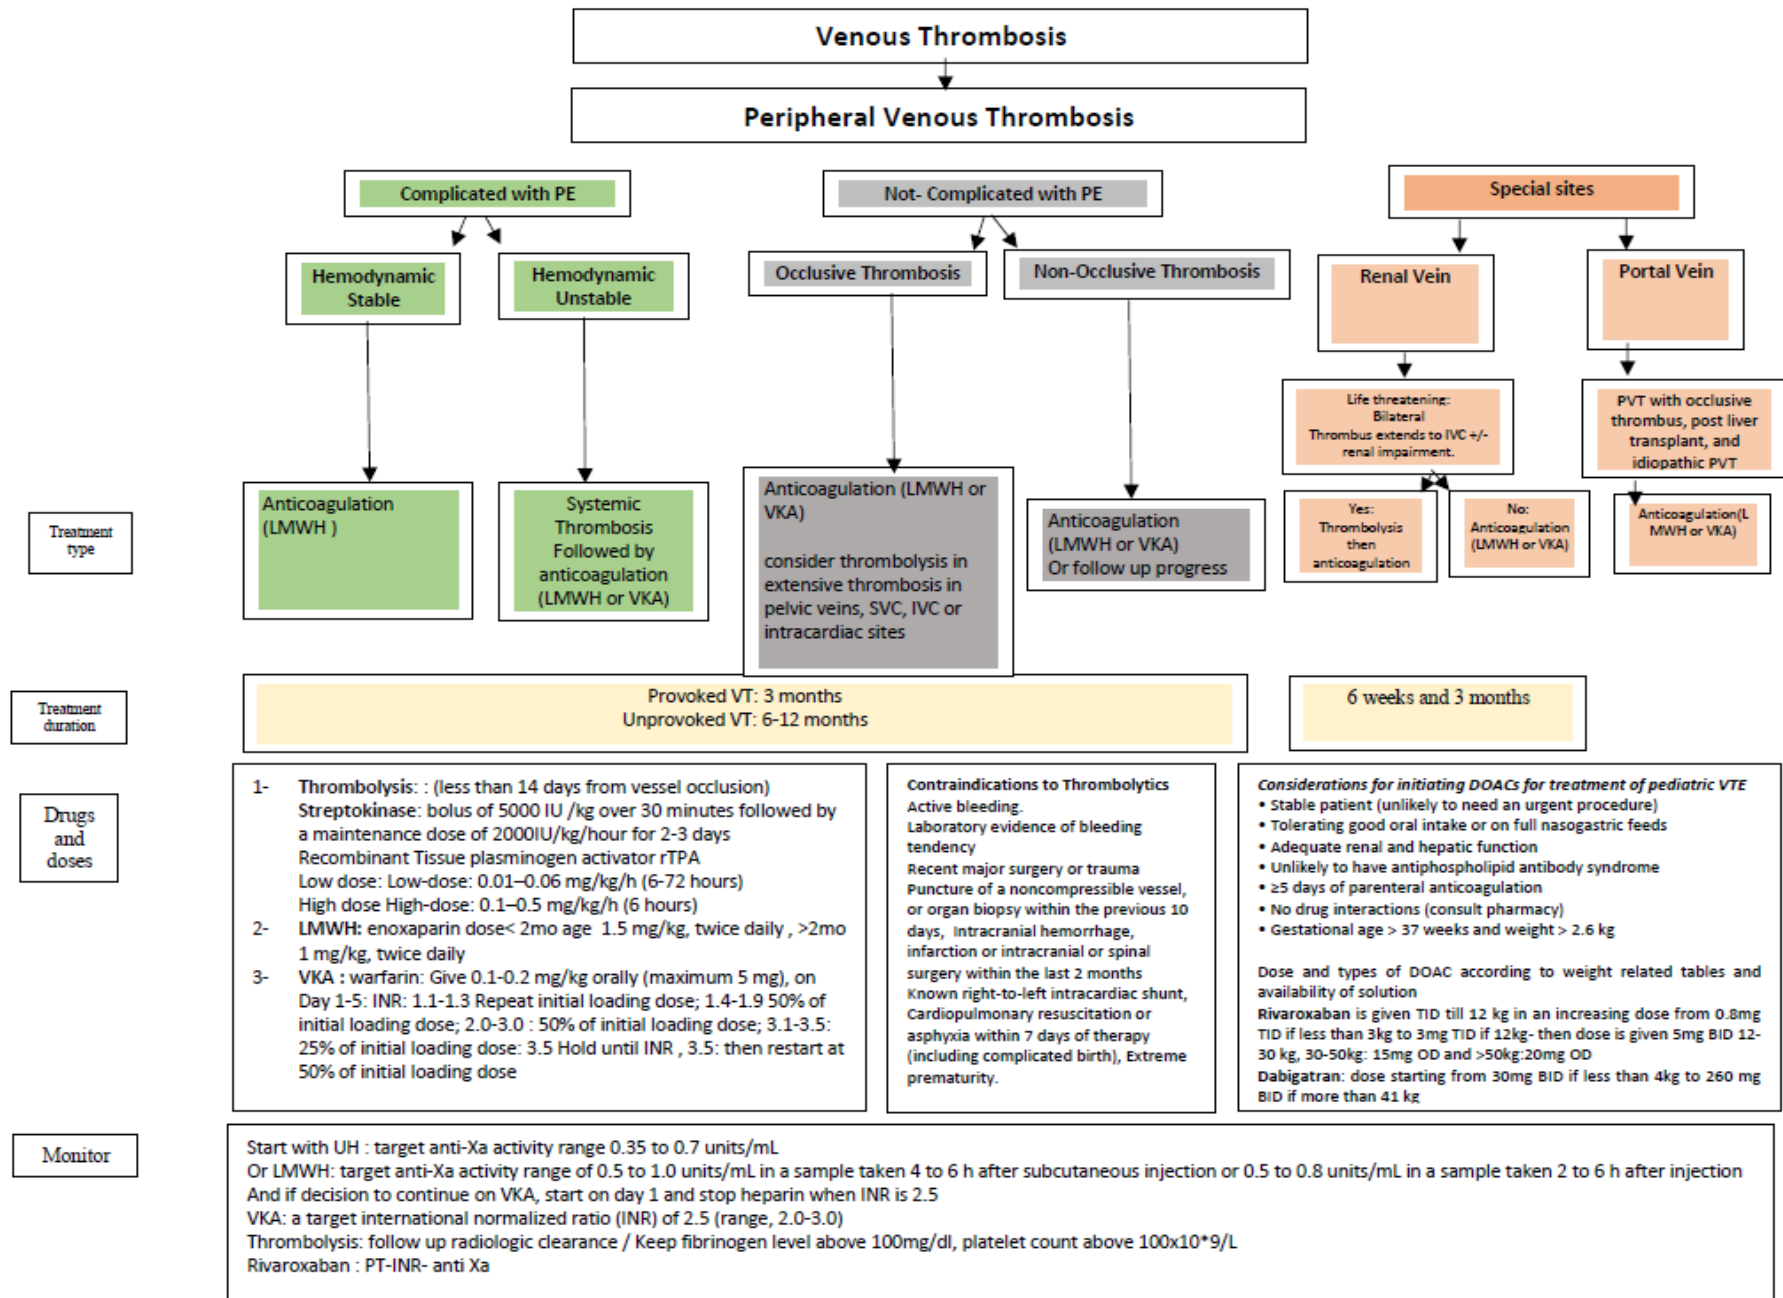 Venous Thrombosis
Peripheral Venous Thrombosis
Complicated with PE
Not- Complicated with PE
Special sites
Hemodynamic
Stable
Hemodynamic
Unstable
Occlusive Thrombosis
Non-Occlusive Thrombosis
Renal Vein
Portal Vein
Life threatening:
Bilateral
Thrombus extends to IVC +/-
renal impairment.
PVT with occlusive
thrombus, post liver
transplant, and
idiopathic PVT
Treatment
type
Anticoagulation
(LMWH )
Systemic
Thrombosis
Followed by
anticoagulation
(LMWH or VKA)
Anticoagulation (LMWH or
VKA)
consider thrombolysis in
extensive thrombosis in
pelvic veins, SVC, IVC or
intracardiac sites
Anticoagulation
(LMWH or VKA)
Or follow up progress
Yes:
Thrombolysis
then
anticoagulation
No:
Anticoagulation
(LMWH or VKA)
Anticoagulation(L
MWH or VKA)
Treatment
duration
Provoked VT: 3 months
Unprovoked VT: 6-12 months
6 weeks and 3 months
Drugs
and
doses
1- Thrombolysis: : (less than 14 days from vessel occlusion)
Streptokinase: bolus of 5000 IU /kg over 30 minutes followed by
a maintenance dose of 2000IU/kg/hour for 2-3 days
Recombinant Tissue plasminogen activator rTPA
Low dose: Low-dose: 0.01–0.06 mg/kg/h (6-72 hours)
High dose High-dose: 0.1–0.5 mg/kg/h (6 hours)
2- LMWH: enoxaparin dose< 2mo age 1.5 mg/kg, twice daily , >2mo
1 mg/kg, twice daily
3- VKA : warfarin: Give 0.1-0.2 mg/kg orally (maximum 5 mg), on
Day 1-5: INR: 1.1-1.3 Repeat initial loading dose; 1.4-1.9 50% of
initial loading dose; 2.0-3.0 : 50% of initial loading dose; 3.1-3.5:
25% of initial loading dose: 3.5 Hold until INR , 3.5: then restart at
50% of initial loading dose
Contraindications to Thrombolytics
Active bleeding.
Laboratory evidence of bleeding
tendency
Recent major surgery or trauma
Puncture of a noncompressible vessel,
or organ biopsy within the previous 10
days, Intracranial hemorrhage,
infarction or intracranial or spinal
surgery within the last 2 months
Known right-to-left intracardiac shunt,
Cardiopulmonary resuscitation or
asphyxia within 7 days of therapy
(including complicated birth), Extreme
prematurity.
Considerations for initiating DOACs for treatment of pediatric VTE
• Stable patient (unlikely to need an urgent procedure)
• Tolerating good oral intake or on full nasogastric feeds
• Adequate renal and hepatic function
• Unlikely to have antiphospholipid antibody syndrome
• ≥5 days of parenteral anticoagulation
• No drug interactions (consult pharmacy)
• Gestational age > 37 weeks and weight > 2.6 kg
Dose and types of DOAC according to weight related tables and
availability of solution
Rivaroxaban is given TID till 12 kg in an increasing dose from 0.8mg
TID if less than 3kg to 3mg TID if 12kg- then dose is given 5mg BID 12-
30 kg, 30-50kg: 15mg OD and >50kg:20mg OD
Dabigatran: dose starting from 30mg BID if less than 4kg to 260 mg
BID if more than 41 kg
Monitor
Start with UH : target anti-Xa activity range 0.35 to 0.7 units/mL
Or LMWH: target anti-Xa activity range of 0.5 to 1.0 units/mL in a sample taken 4 to 6 h after subcutaneous injection or 0.5 to 0.8 units/mL in a sample taken 2 to 6 h after injection
And if decision to continue on VKA, start on day 1 and stop heparin when INR is 2.5
VKA: a target international normalized ratio (INR) of 2.5 (range, 2.0-3.0)
Thrombolysis: follow up radiologic clearance / Keep fibrinogen level above 100mg/dl, platelet count above 100x10*9/L
Rivaroxaban : PT-INR- anti Xa